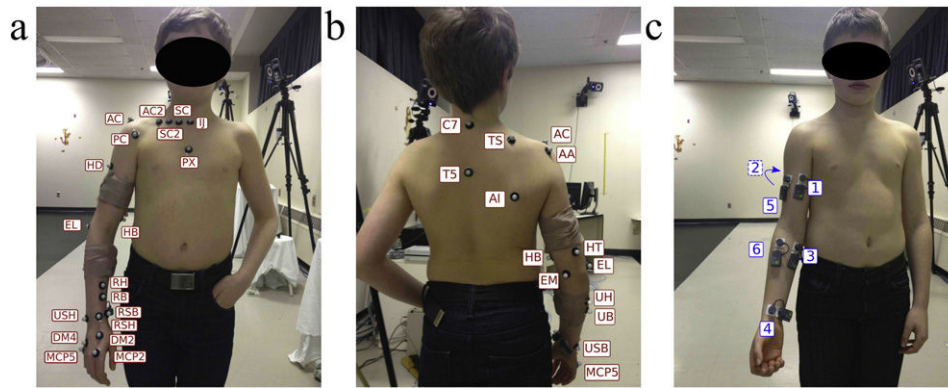 a
AC2
SC
AC
IJ
PC
SC2
PX
HD
EL
HB
RH
RB
USH
RSB
RSH
DM4
DM2
MCP5
MCP2
b
C7
TS
AC
AA
T5
AI
HB
HT
EL
EM
UH
UB
USB
MCP5
c
2
1
5
6
3
4